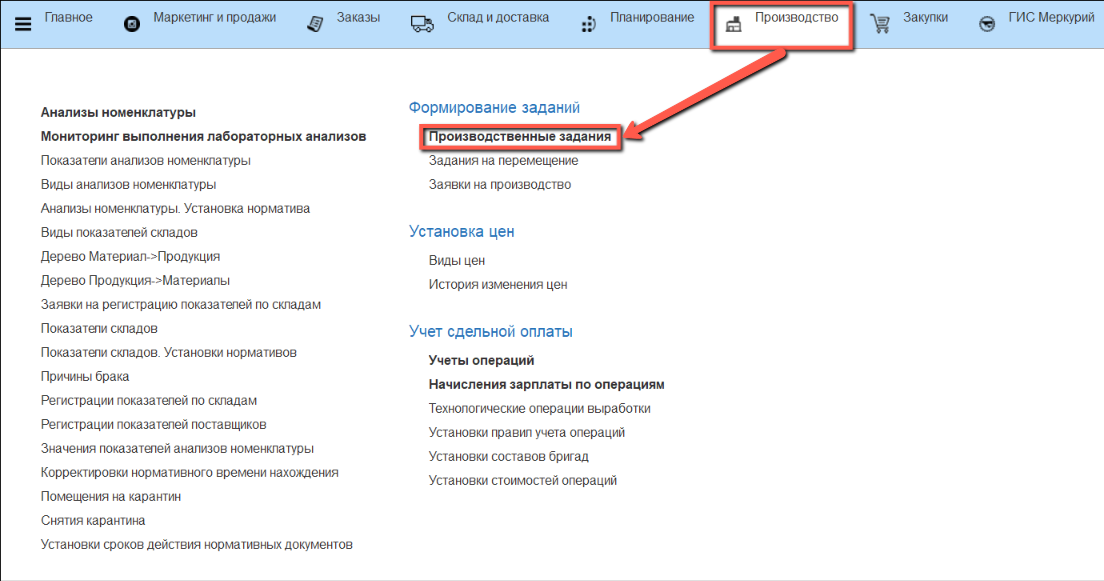 Главное
Маркетинг и продажи
Заказы
Склад и доставка
Планирование
Производство
Закупки
ГИС Меркурий
Анализы номенклатуры
Мониторинг выполнения лабораторных анализов
Показатели анализов номенклатуры
Виды анализов номенклатуры
Анализы номенклатуры. Установка норматива
Виды показателей складов
Дерево Материал->Продукция
Дерево Продукция->Материалы
Заявки на регистрацию показателей по складам
Показатели складов
Показатели складов. Установки нормативов
Причины брака
Регистрации показателей по складам
Регистрации показателей поставщиков
Значения показателей анализов номенклатуры
Корректировки нормативного времени нахождения
Помещения на карантин
Снятия карантина
Установки сроков действия нормативных документов
Формирование заданий
Производственные задания
Задания на перемещение
Заявки на производство
Установка цен
Виды цен
История изменения цен
Учет сдельной оплаты
Учеты операций
Начисления зарплаты по операциям
Технологические операции выработки
Установки правил учета операций
Установки составов бригад
Установки стоимостей операций